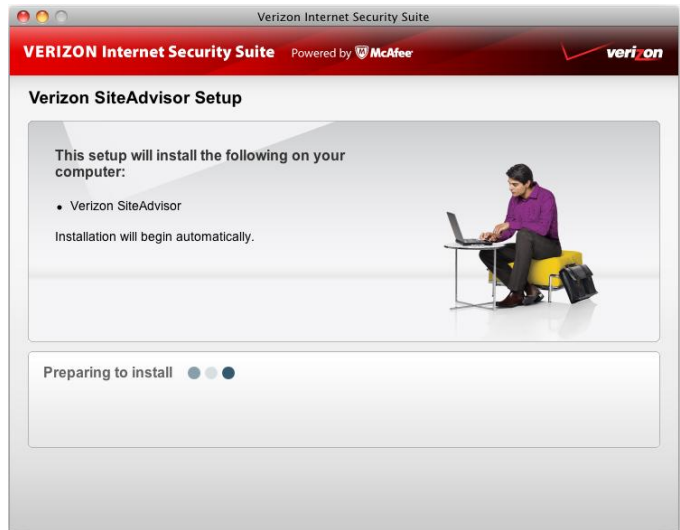 Verizon Internet Security Suite
VERIZON Internet Security Suite Powered by McAfee verizon
Verizon SiteAdvisor Setup
This setup will install the following on your
computer:
• Verizon SiteAdvisor
Installation will begin automatically.
Preparing to install